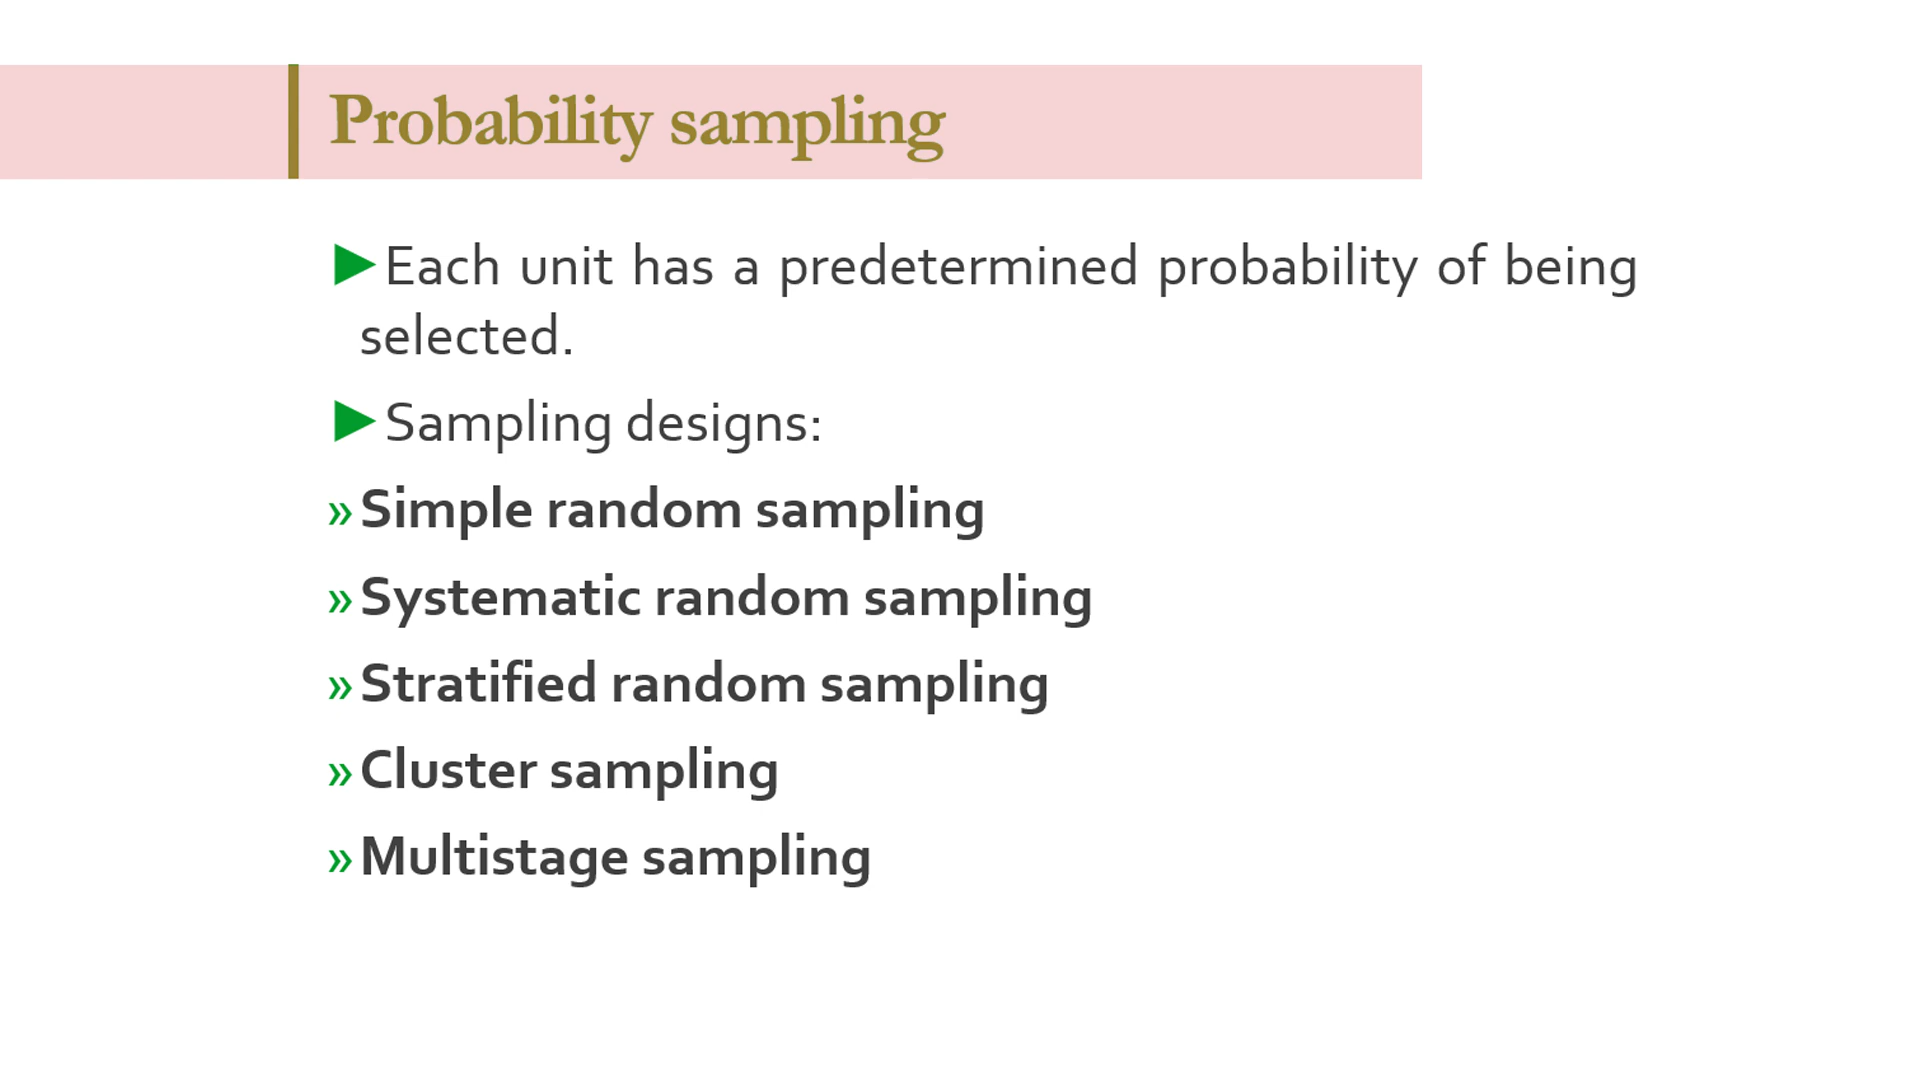 Probability sampling
►Each unit has a predetermined probability of being
selected.
►Sampling designs:
»Simple random sampling
»Systematic random sampling
»Stratified random sampling
»Cluster sampling
»Multistage sampling